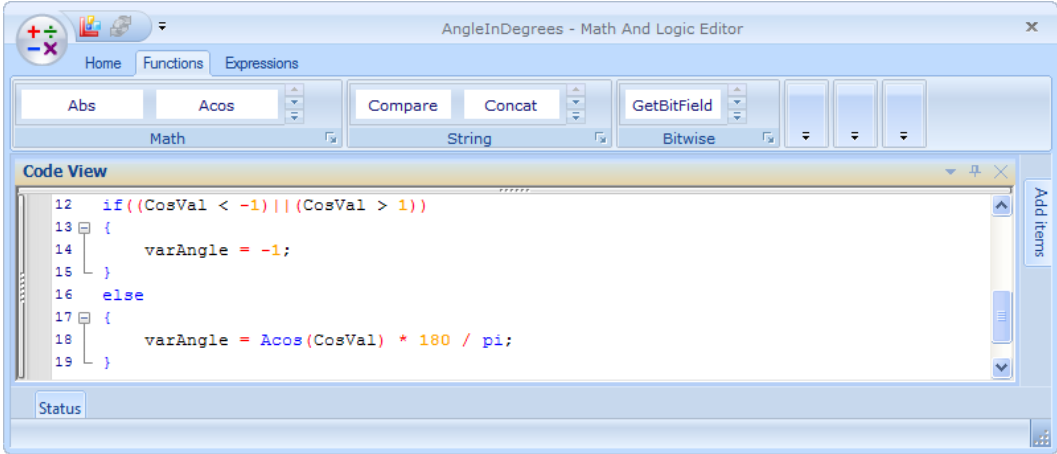 AngleInDegrees - Math And Logic Editor
Home Functions Expressions
Abs Acos Compare Concat GetBitField
Math String Bitwise
Code View
12 if((CosVal < -1)||(CosVal > 1))
13 {
14 varAngle = -1;
15 }
16 else
17 {
18 varAngle = Acos(CosVal) * 180 / pi;
19 }
Add items
Status